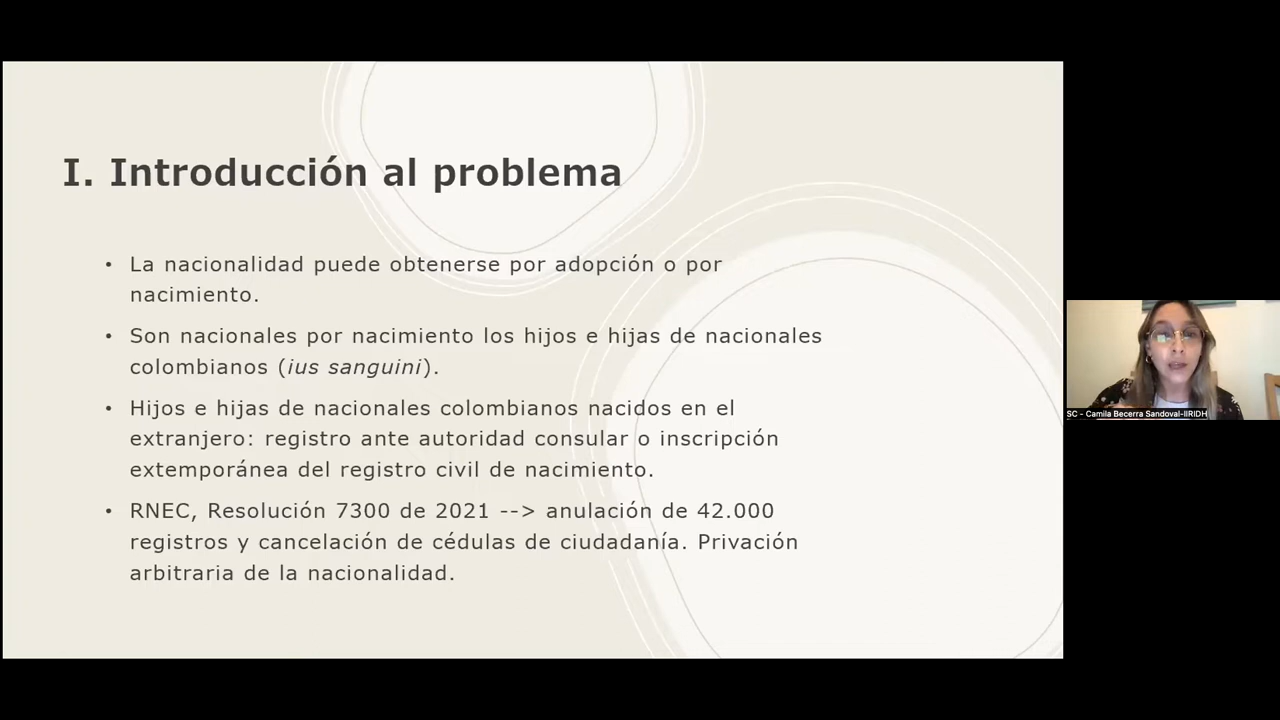 I. Introducción al problema
• La nacionalidad puede obtenerse por adopción o por
nacimiento.
• Son nacionales por nacimiento los hijos e hijas de nacionales
colombianos (ius sanguini).
• Hijos e hijas de nacionales colombianos nacidos en el
extranjero: registro ante autoridad consular o inscripción
extemporánea del registro civil de nacimiento.
• RNEC, Resolución 7300 de 2021 --> anulación de 42.000
registros y cancelación de cédulas de ciudadanía. Privación
arbitraria de la nacionalidad.
SC - Camila Becerra Sandoval-IIRIDH